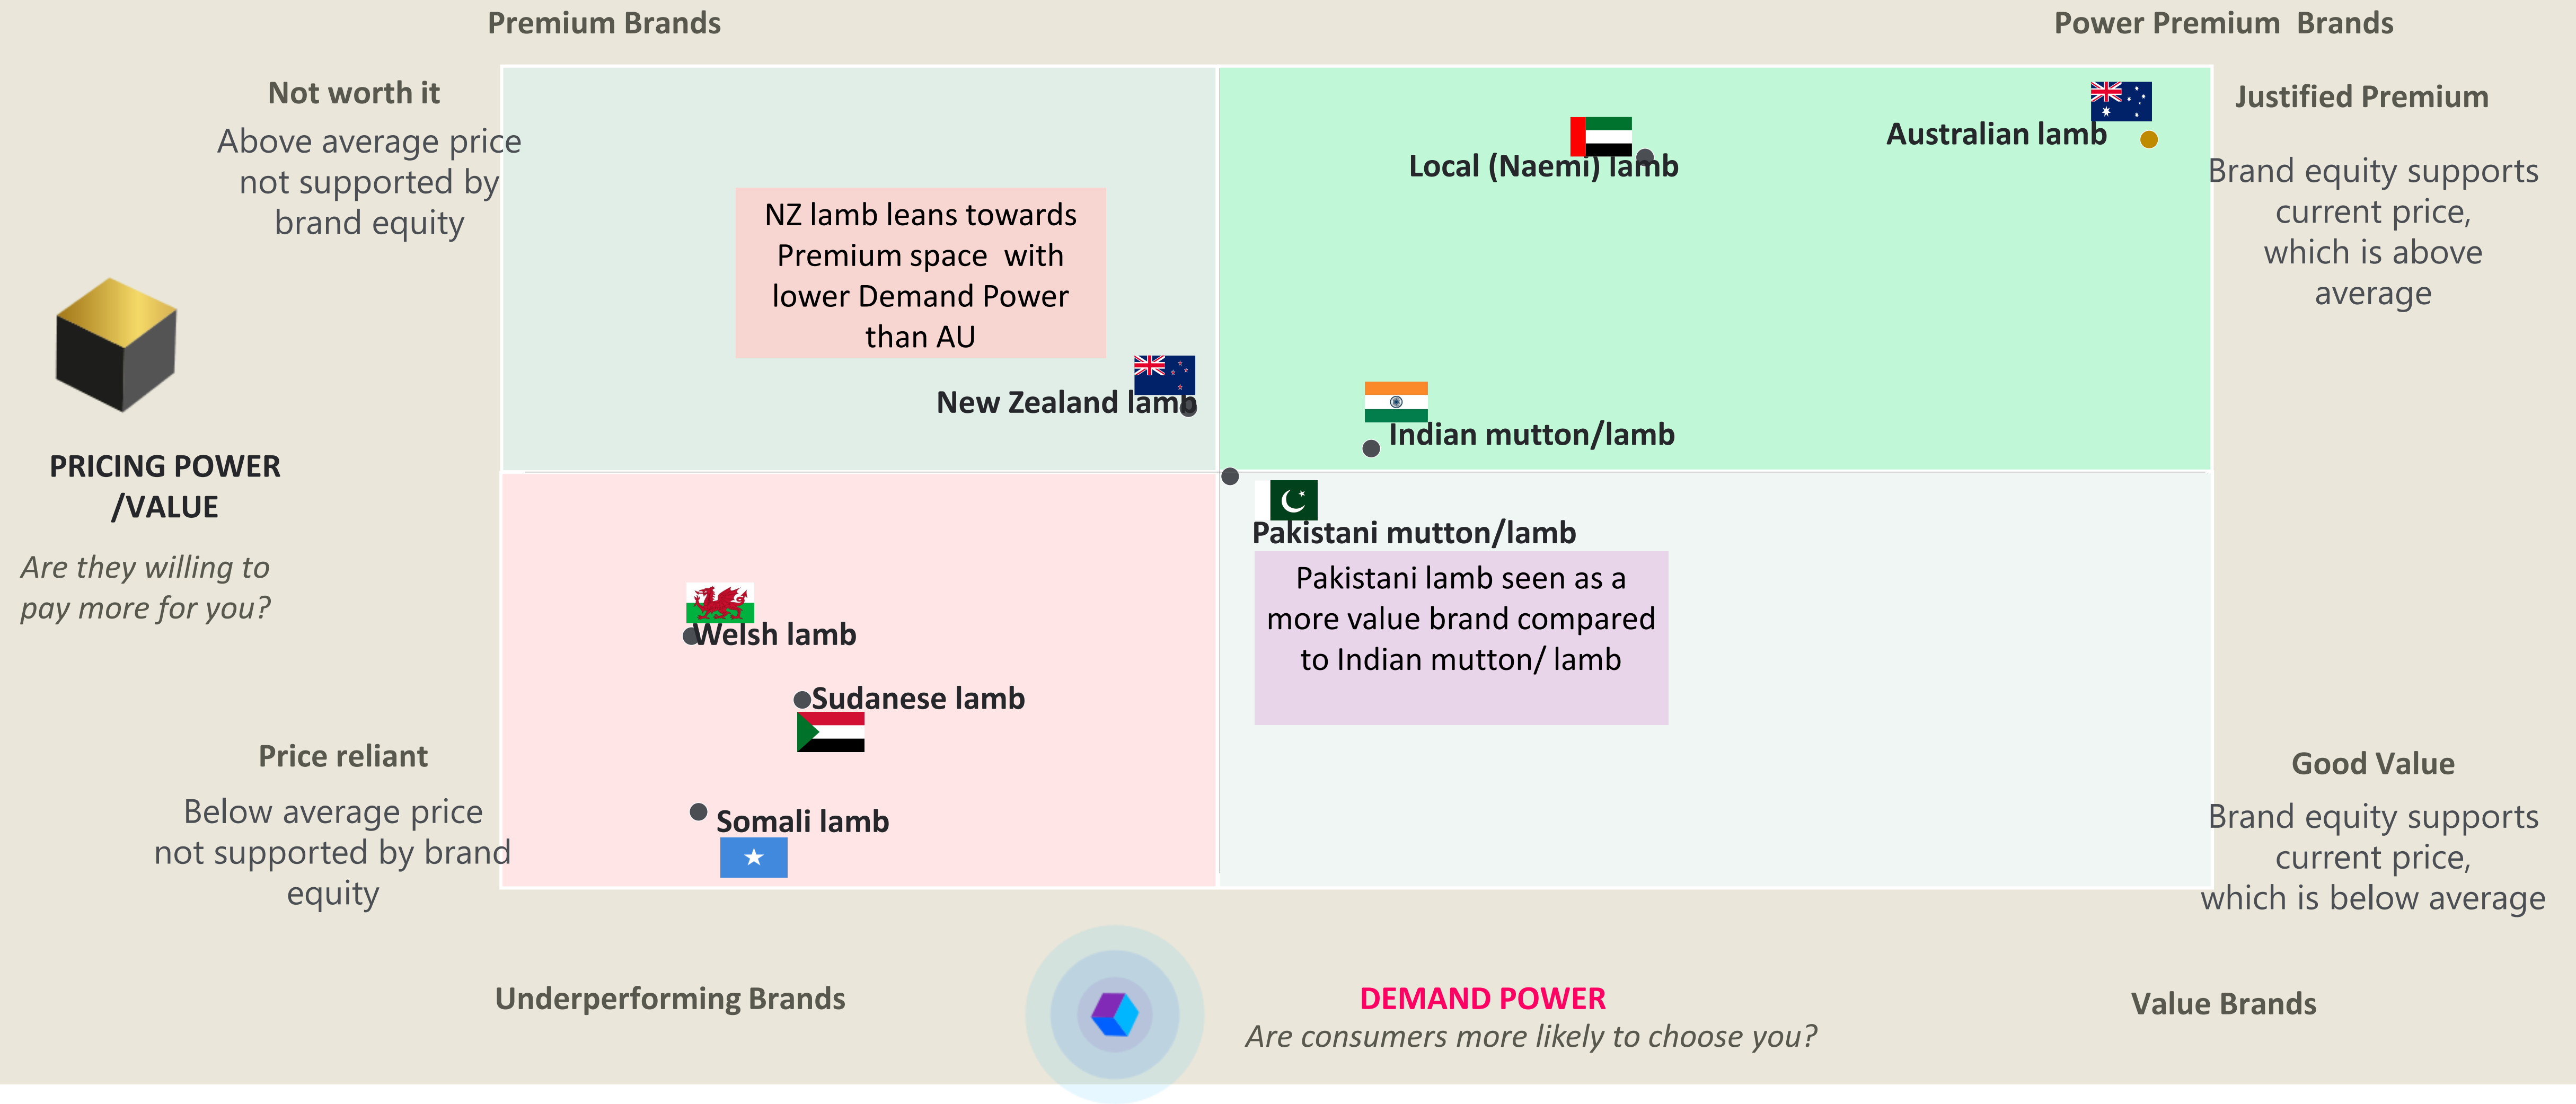 Premium Brands
Power Premium  Brands
Not worth it
Above average price
not supported by
brand equity
Justified Premium
Brand equity supports
current price,
which is above
average
Australian lamb
Local (Naemi) lamb
NZ lamb leans towards
Premium space  with
lower Demand Power
than AU
New Zealand lamb
Indian mutton/lamb
PRICING POWER
/VALUE
Are they willing to
pay more for you?
Pakistani mutton/lamb
Pakistani lamb seen as a
more value brand compared
to Indian mutton/ lamb
Welsh lamb
Sudanese lamb
Somali lamb
Price reliant
Below average price
not supported by brand
equity
Good Value
Brand equity supports
current price,
which is below average
Underperforming Brands
DEMAND POWER
Are consumers more likely to choose you?
Value Brands